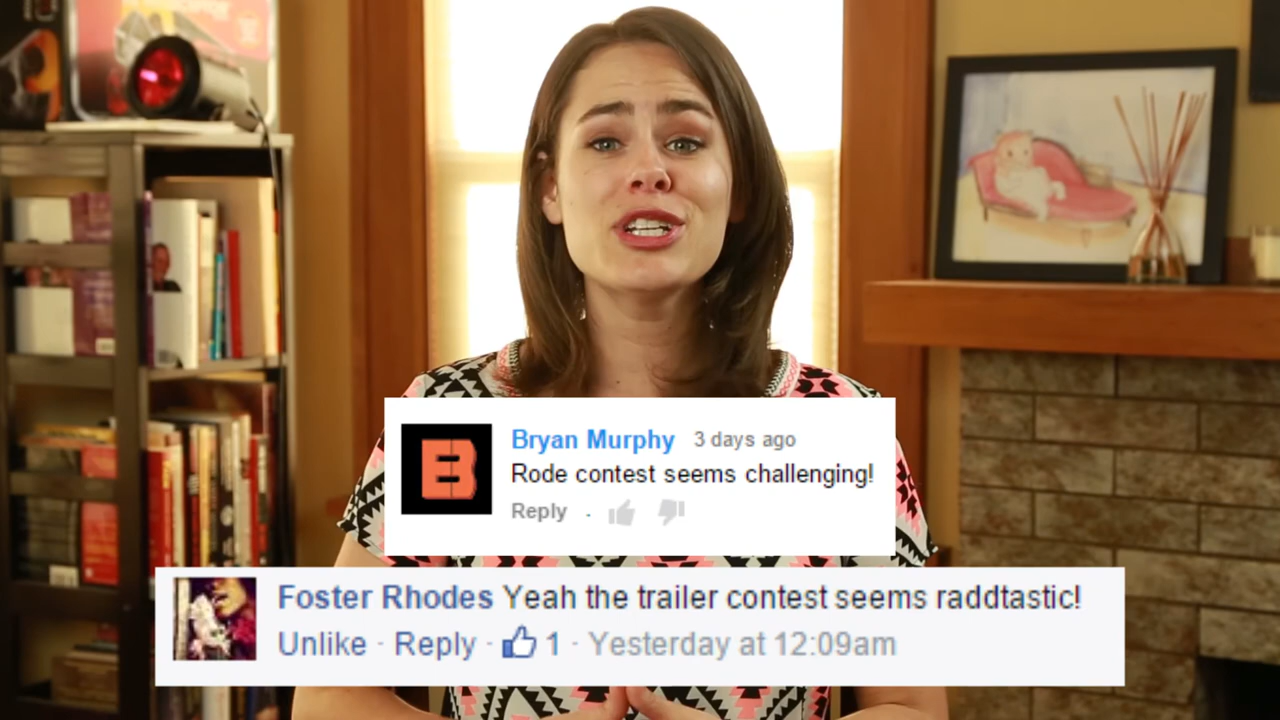 Bryan Murphy 3 days ago
Rode contest seems challenging!
Reply ·
Foster Rhodes Yeah the trailer contest seems raddtastic!
Unlike · Reply · 1 · Yesterday at 12:09am